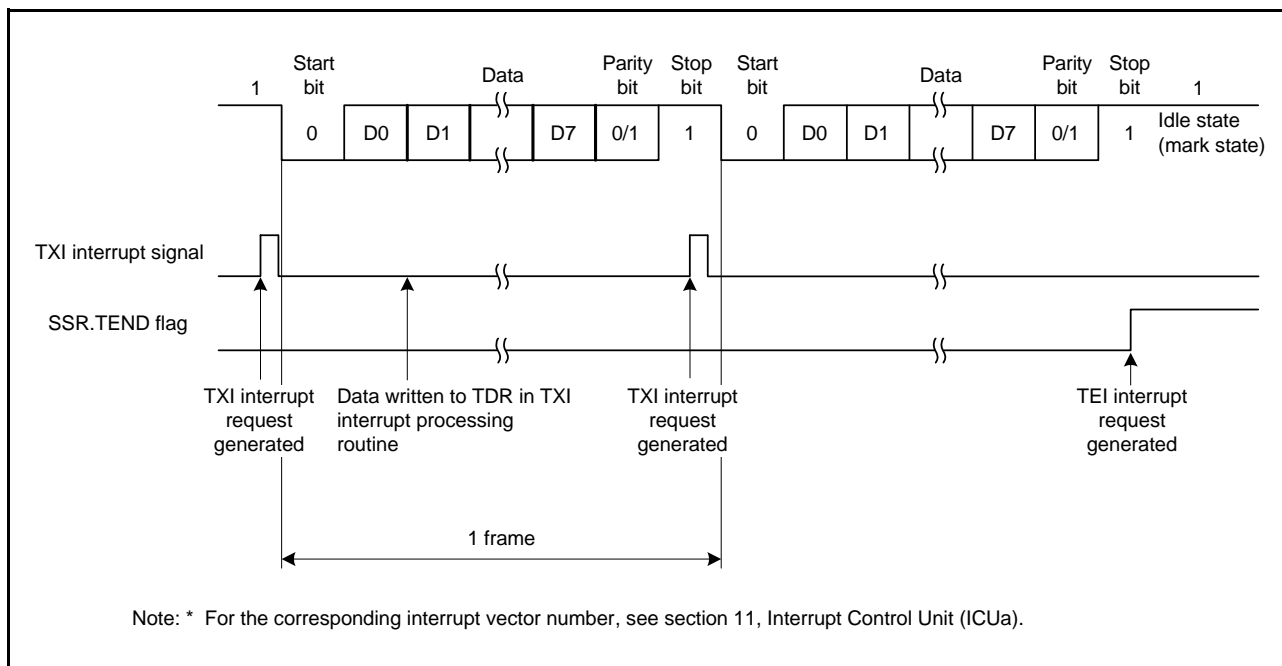 1
Start
bit
Data
Parity
bit
Stop
bit
Start
bit
Data
Parity
bit
Stop
bit
1
0
D0
D1
D7
0/1
1
0
D0
D1
D7
0/1
1
Idle state
(mark state)
TXI interrupt signal
SSR.TEND flag
TXI interrupt
request
generated
Data written to TDR in TXI
interrupt processing
routine
TXI interrupt
request
generated
TEI interrupt
request
generated
1 frame
Note: * For the corresponding interrupt vector number, see section 11, Interrupt Control Unit (ICUa).